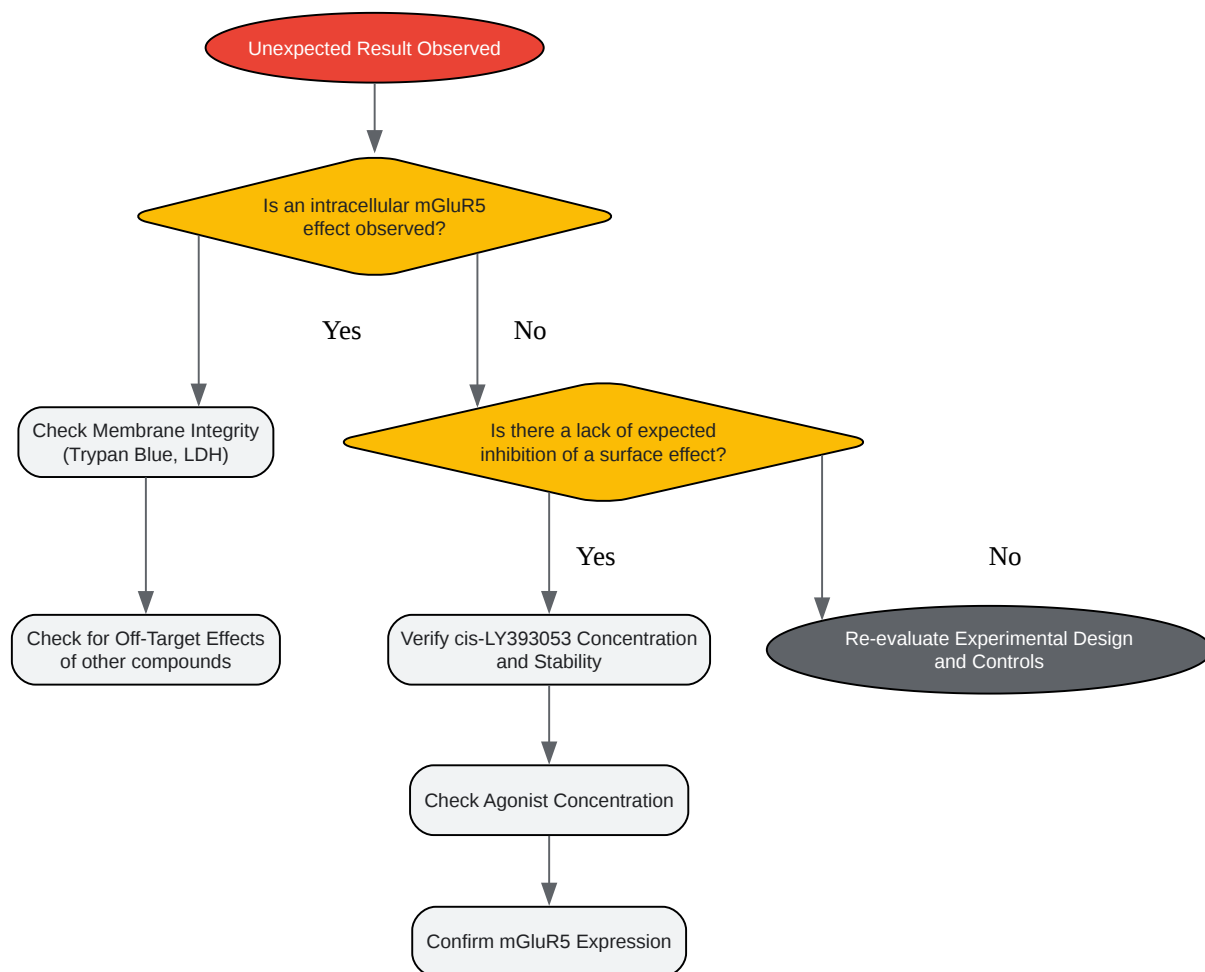 Unexpected Result Observed
Is an intracellular mGluR5
effect observed?
Yes
No
Check Membrane Integrity
(Trypan Blue, LDH)
Is there a lack of expected
inhibition of a surface effect?
Yes
No
Check for Off-Target Effects
of other compounds
Verify cis-LY393053 Concentration
and Stability
Re-evaluate Experimental Design
and Controls
Check Agonist Concentration
Confirm mGluR5 Expression